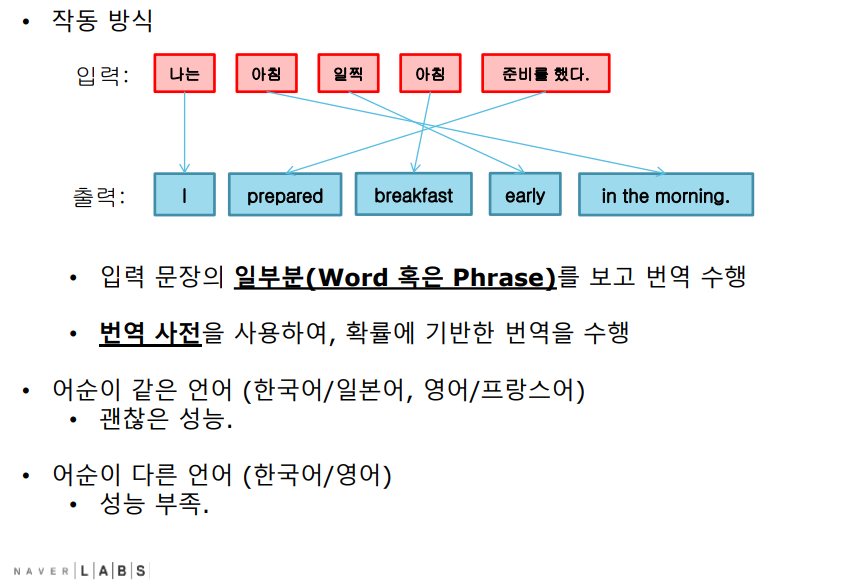 • 작동 방식
입력: 나는 아침 일찍 아침 준비를 했다.
출력: I prepared breakfast early in the morning.
• 입력 문장의 일부분(Word 혹은 Phrase)를 보고 번역 수행
• 번역 사전을 사용하여, 확률에 기반한 번역을 수행
• 어순이 같은 언어 (한국어/일본어, 영어/프랑스어)
• 괜찮은 성능.
• 어순이 다른 언어 (한국어/영어)
• 성능 부족.
NAVER LABS